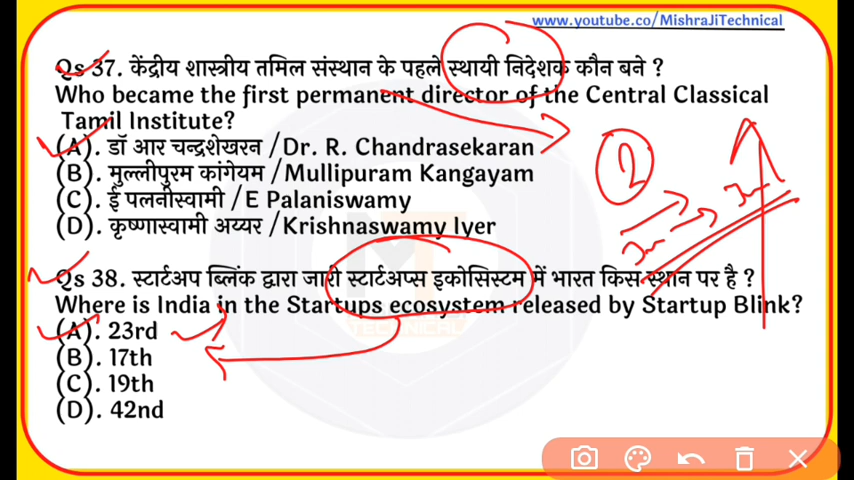 www.youtube.co/MishraJiTechnical
Qs 37. केंद्रीय शास्त्रीय तमिल संस्थान के पहले स्थायी निदेशक कौन बने ?
Who became the first permanent director of the Central Classical
Tamil Institute?
(A). डॉ आर चन्द्रशेखरन /Dr. R. Chandrasekaran
(B). मुल्लीपुरम कांगेयम /Mullipuram Kangayam
(C). ई पलनीस्वामी /E Palaniswamy
(D). कृष्णास्वामी अय्यर /Krishnaswamy Iyer
Qs 38. स्टार्टअप ब्लिंक द्वारा जारी स्टार्टअप्स इकोसिस्टम में भारत किस स्थान पर है ?
Where is India in the Startups ecosystem released by Startup Blink?
(A). 23rd
(B). 17th
(C). 19th
(D). 42nd